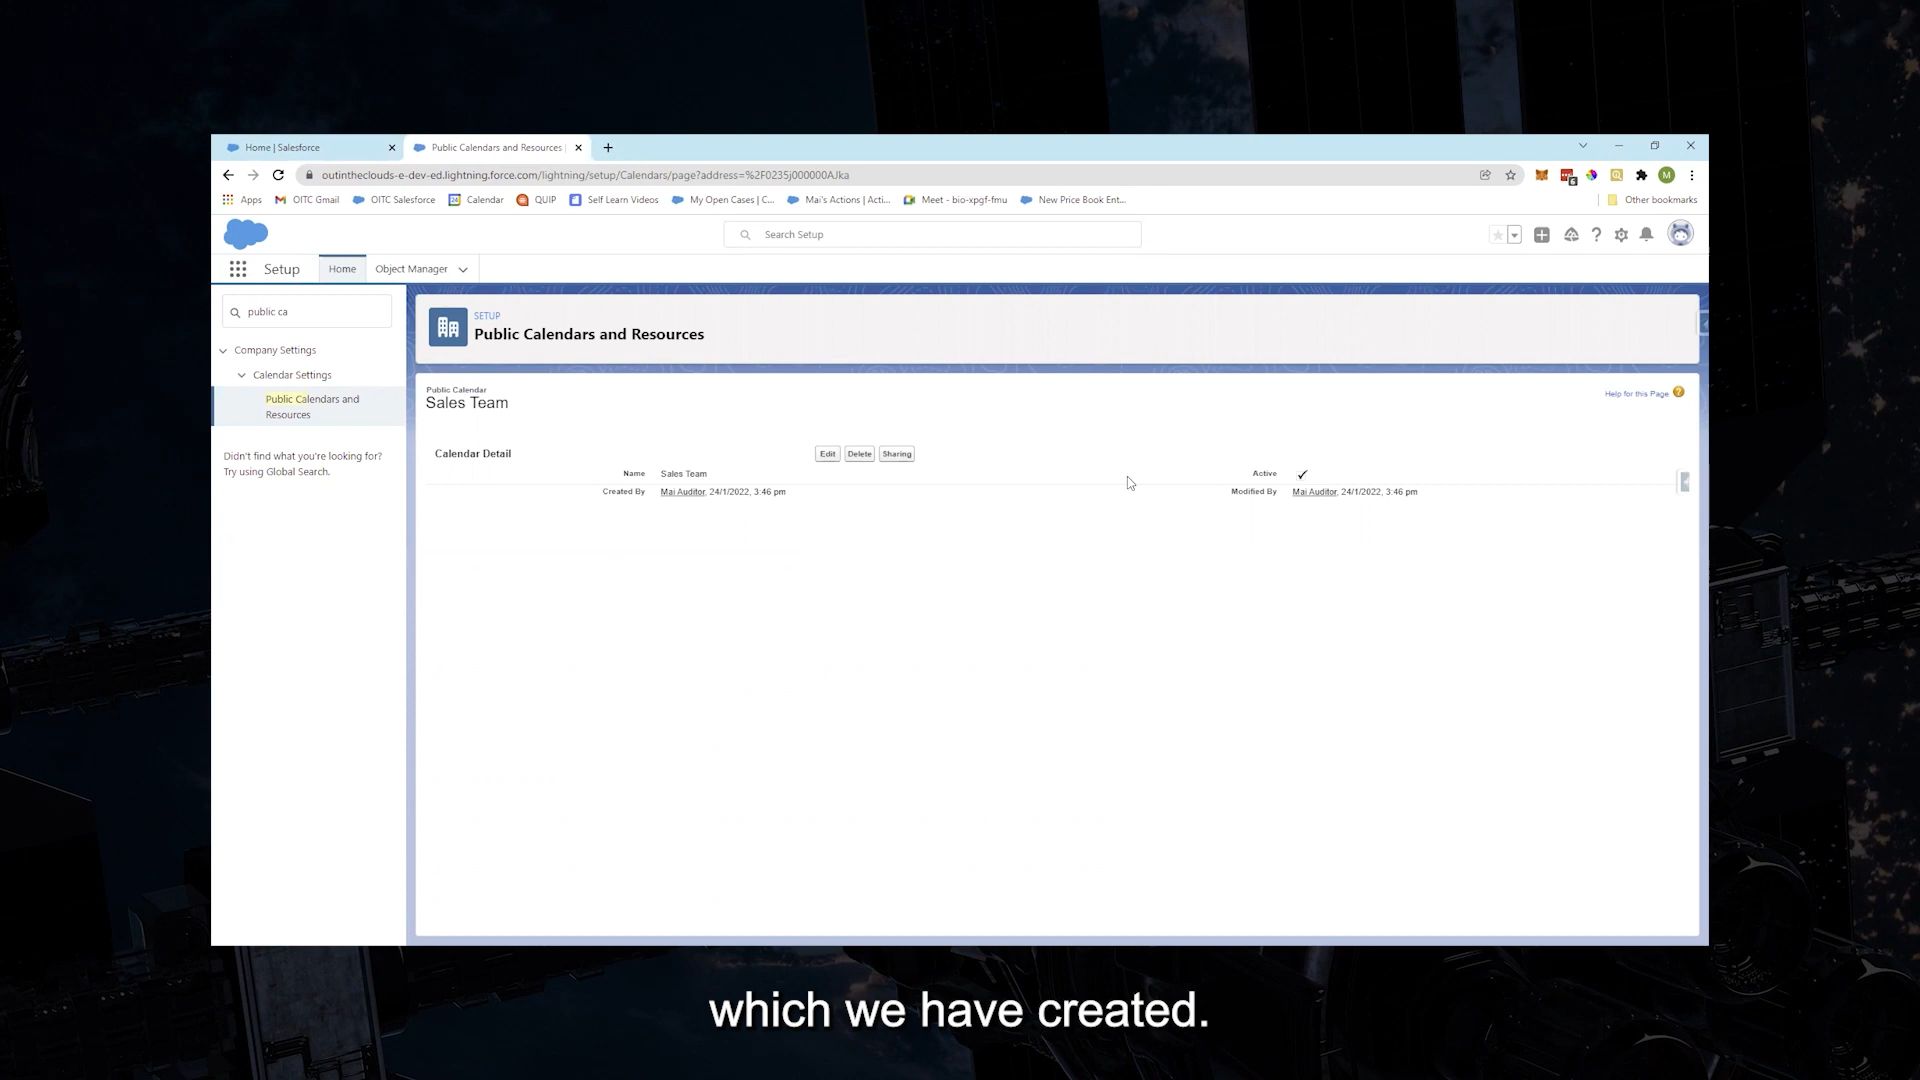 Home | Salesforce
Public Calendars and Resources
outintheclouds-e-dev-ed.lightning.force.com/lightning/setup/Calendars/page?address=%2F0235j000000AJka
M
Apps
OITC Gmail
OITC Salesforce
Calendar
QUIP
Self Learn Videos
My Open Cases | C...
Mai's Actions | Acti...
Meet - bio-xpgf-fmu
New Price Book Ent...
Other bookmarks
Search Setup
Setup
Home
Object Manager
public ca
Company Settings
Calendar Settings
Public Calendars and
Resources
Didn't find what you're looking for?
Try using Global Search.
SETUP
Public Calendars and Resources
Public Calendar
Sales Team
Help for this Page
Calendar Detail
Edit
Delete
Sharing
Name Sales Team
Active
Created By Mai Auditor, 24/1/2022, 3:46 pm
Modified By Mai Auditor, 24/1/2022, 3:46 pm
which we have created.